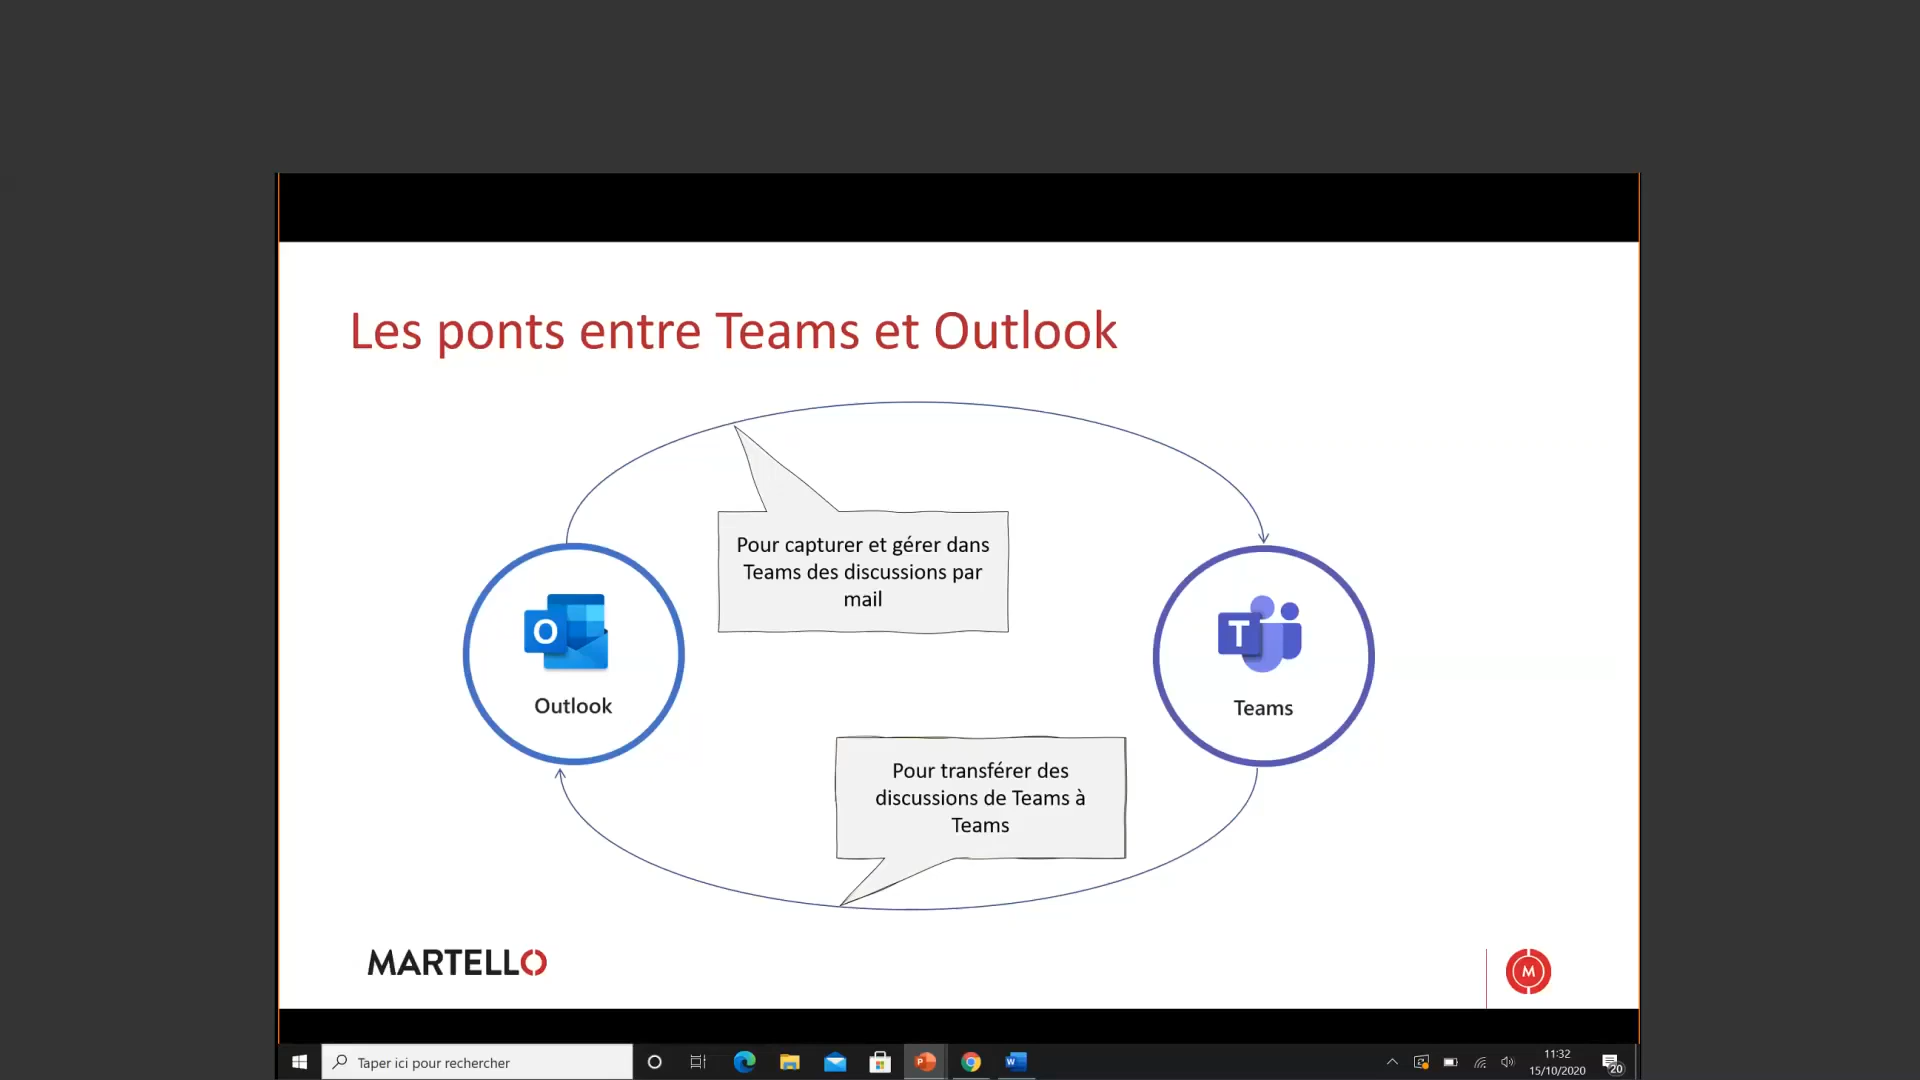 Les ponts entre Teams et Outlook
Pour capturer et gérer dans
Teams des discussions par
mail
O
Outlook
T
Teams
Pour transférer des
discussions de Teams à
Teams
MARTELLO
M
Taper ici pour rechercher
P
W
11:32
15/10/2020
20